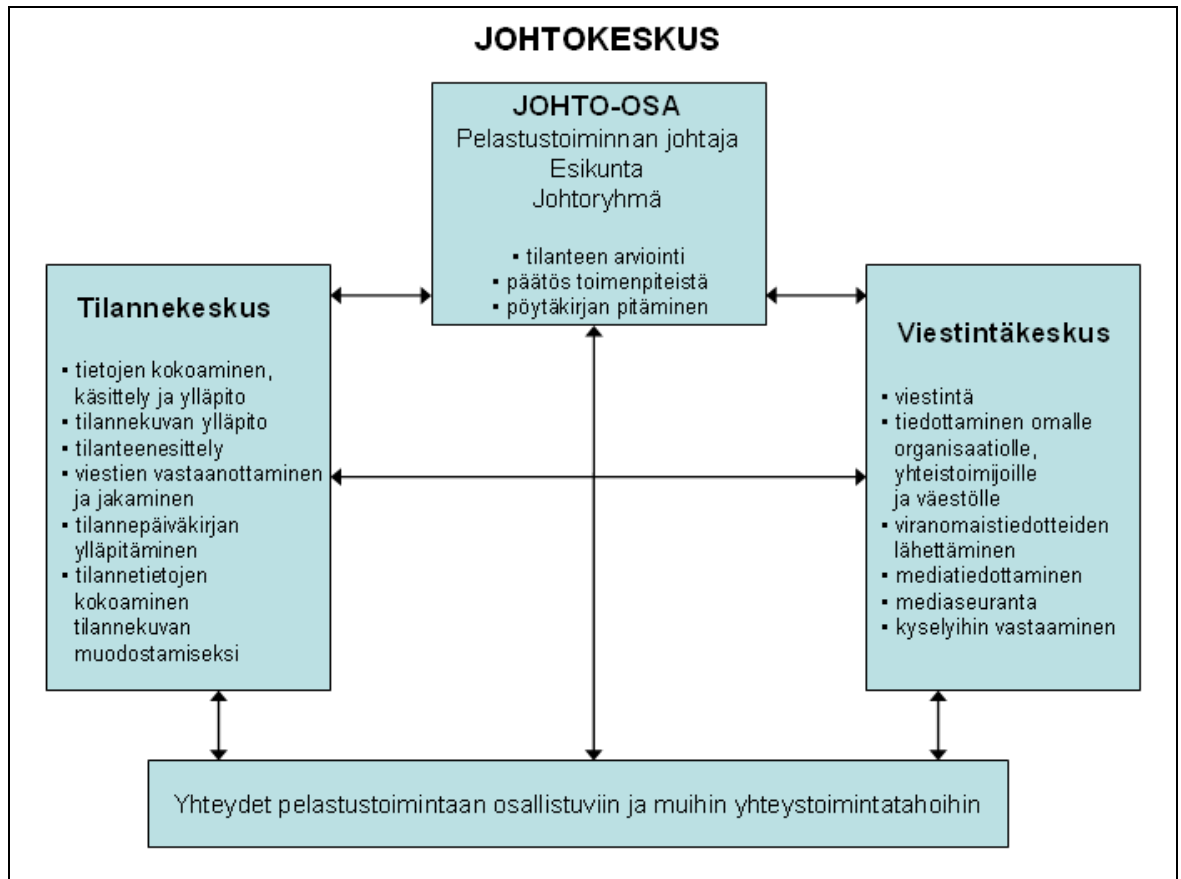 JOHTOKESKUS
JOHTO-OSA
Pelastustoiminnan johtaja
Esikunta
Johtoryhmä
▪ tilanteen arviointi
▪ päätös toimenpiteistä
▪ pöytäkirjan pitäminen
Tilannekeskus
▪ tietojen kokoaminen,
käsittely ja ylläpito
▪ tilannekuvan ylläpito
▪ tilanteenesittely
▪ viestien vastaanottaminen
ja jakaminen
▪ tilannepäiväkirjan
ylläpitäminen
▪ tilannetietojen
kokoaminen
tilannekuvan
muodostamiseksi
Viestintäkeskus
▪ viestintä
▪ tiedottaminen omalle
organisaatiolle,
yhteistoimijoille
ja väestölle
▪ viranomaistiedotteiden
lähettäminen
▪ mediatiedottaminen
▪ mediaseuranta
▪ kyselyihin vastaaminen
Yhteydet pelastustoimintaan osallistuviin ja muihin yhteystoimintatahoihin